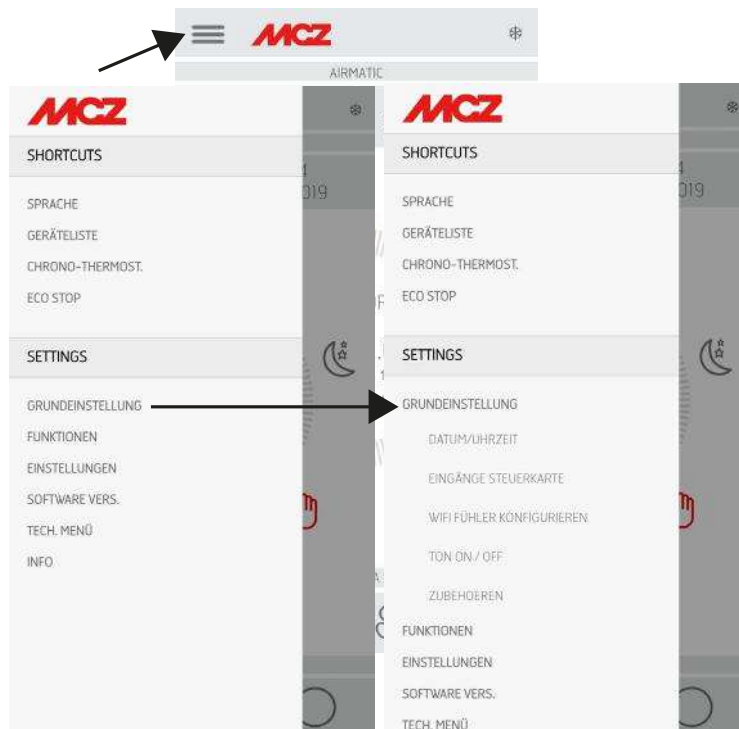 MCZ
AIRMATIC
MCZ
SHORTCUTS
SPRACHE
GERÄTELISTE
CHRONO-THERMOST.
ECO STOP
SETTINGS
GRUNDEINSTELLUNG
FUNKTIONEN
EINSTELLUNGEN
SOFTWARE VERS.
TECH. MENÜ
INFO
019
MCZ
SHORTCUTS
SPRACHE
GERÄTELISTE
CHRONO-THERMOST.
ECO STOP
SETTINGS
GRUNDEINSTELLUNG
DATUM/UHRZEIT
EINGÄNGE STEUERKARTE
WIFI FÜHLER KONFIGURIEREN
TON ON / OFF
ZUBEHOEREN
FUNKTIONEN
EINSTELLUNGEN
SOFTWARE VERS.
TECH. MENÜ
019